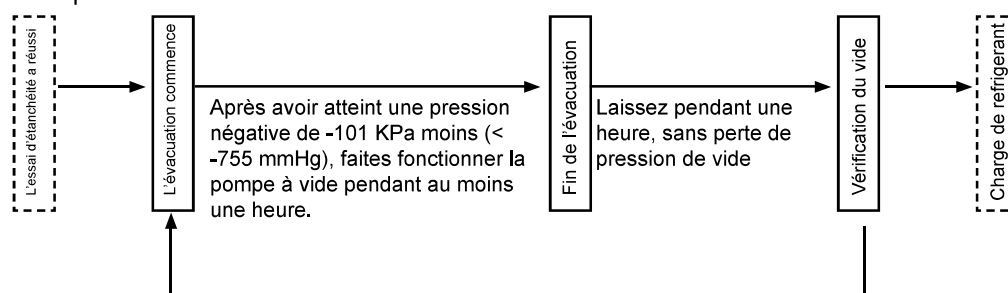 L'essai d'étanchéité a réussi
L'évacuation commence
Après avoir atteint une pression
négative de -101 KPa moins (<
-755 mmHg), faites fonctionner la
pompe à vide pendant au moins
une heure.
Fin de l'évacuation
Laissez pendant une
heure, sans perte de
pression de vide
Vérification du vide
Charge de refrigerant